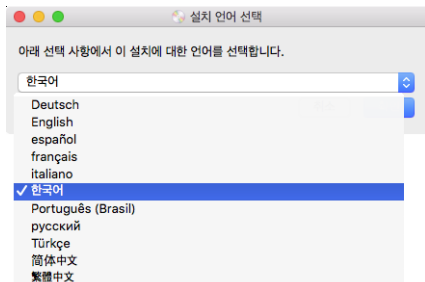 설치 언어 선택
아래 선택 사항에서 이 설치에 대한 언어를 선택합니다.
한국어
Deutsch
English
español
français
italiano
✓ 한국어
Português (Brasil)
русский
Türkçe
简体中文
繁體中文